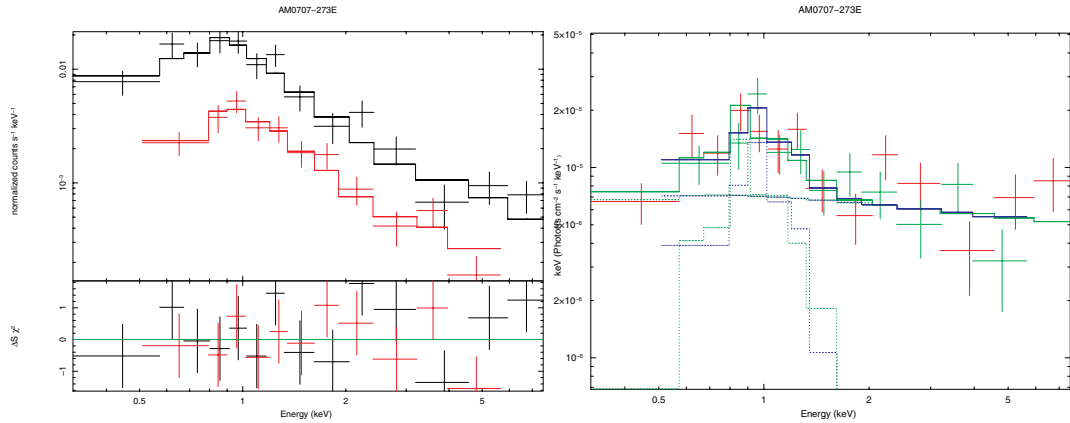 AM0707−273E
normalized counts s⁻¹ keV⁻¹
0.01
10⁻³
ΔS χ²
1
0
−1
0.5
1
2
5
Energy (keV)
AM0707−273E
keV (Photons cm⁻² s⁻¹ keV⁻¹)
5×10⁻⁵
2×10⁻⁵
10⁻⁵
5×10⁻⁶
2×10⁻⁶
10⁻⁶
0.5
1
2
5
Energy (keV)